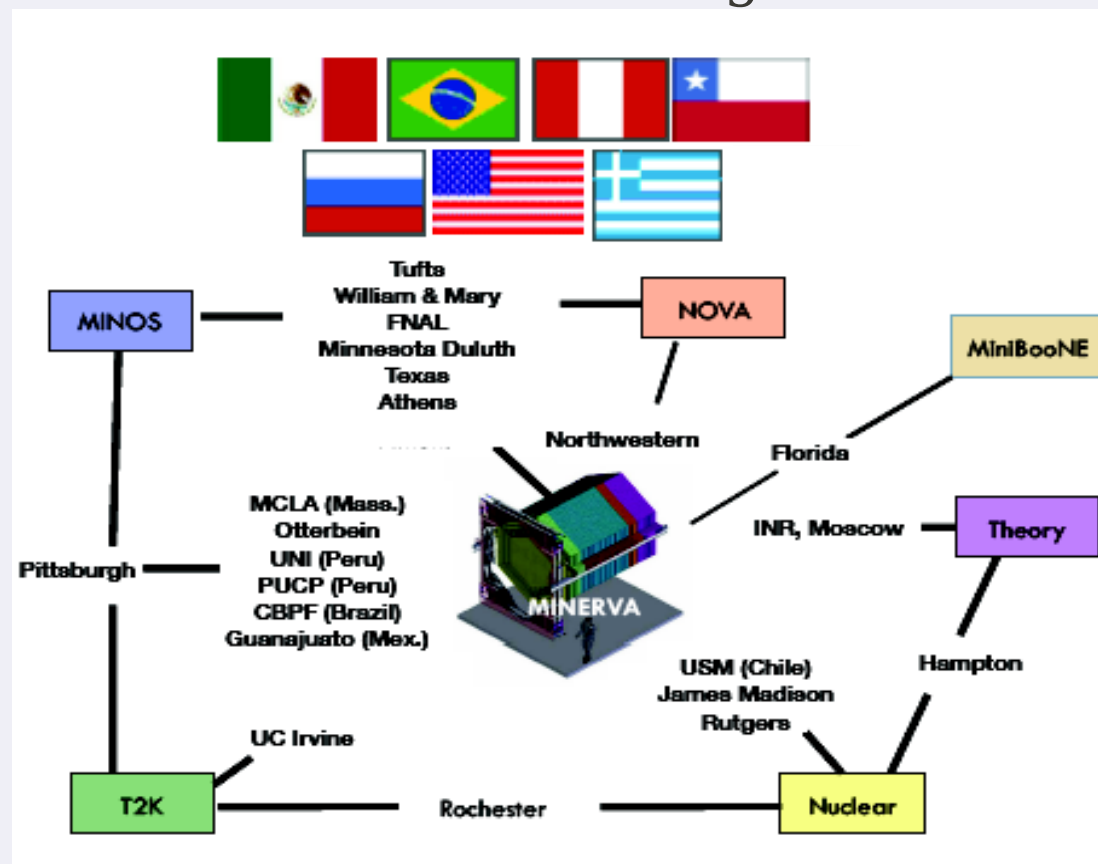 Tufts
William & Mary
FNAL
Minnesota Duluth
Texas
Athens
MINOS
NOVA
MiniBooNE
Northwestern
Florida
MCLA (Mass.)
Otterbein
UNI (Peru)
PUCP (Peru)
CBPF (Brazil)
Guanajuato (Mex.)
Pittsburgh
MINERVA
INR, Moscow
Theory
USM (Chile)
James Madison
Rutgers
Hampton
UC Irvine
T2K
Rochester
Nuclear